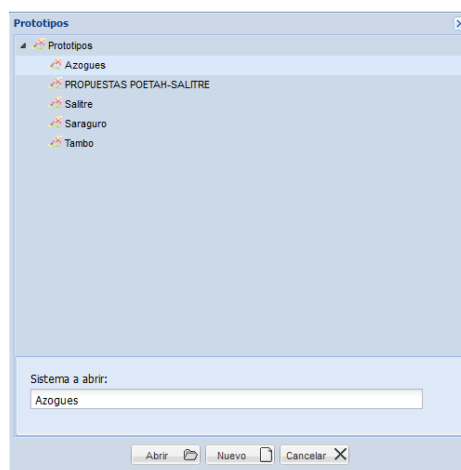 Prototipos
Prototipos
Azogues
PROPUESTAS POETAH-SALITRE
Salitre
Saraguro
Tambo
Sistema a abrir:
Azogues
Abrir Nuevo Cancelar